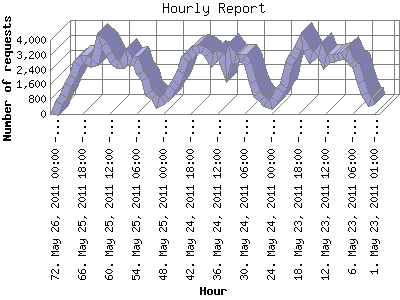 Hourly Report
Number of requests
4,000
3,200
2,400
1,600
800
0
72. May 26, 2011 00:00 -...
66. May 25, 2011 18:00 -...
60. May 25, 2011 12:00 -...
54. May 25, 2011 06:00 -...
48. May 25, 2011 00:00 -...
42. May 24, 2011 18:00 -...
36. May 24, 2011 12:00 -...
30. May 24, 2011 06:00 -...
24. May 24, 2011 00:00 -...
18. May 23, 2011 18:00 -...
12. May 23, 2011 12:00 -...
6. May 23, 2011 06:00 -...
1. May 23, 2011 01:00 -...
Hour